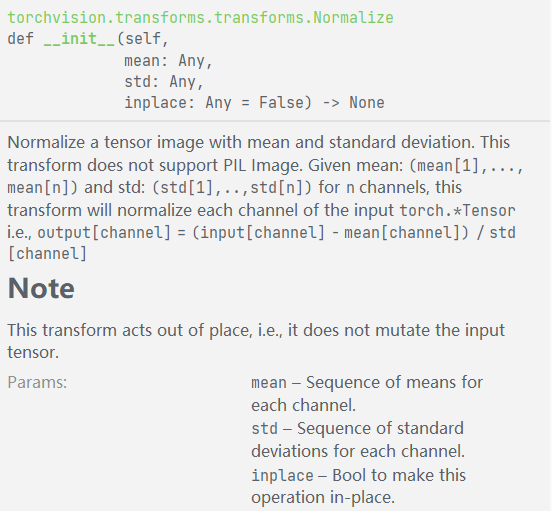 torchvision.transforms.transforms.Normalize
def __init__(self,
mean: Any,
std: Any,
inplace: Any = False) -> None
Normalize a tensor image with mean and standard deviation. This
transform does not support PIL Image. Given mean: (mean[1],...,
mean[n]) and std: (std[1],..,std[n]) for n channels, this
transform will normalize each channel of the input torch.*Tensor
i.e., output[channel] = (input[channel] - mean[channel]) / std
[channel]
Note
This transform acts out of place, i.e., it does not mutate the input
tensor.
Params:
mean – Sequence of means for
each channel.
std – Sequence of standard
deviations for each channel.
inplace – Bool to make this
operation in-place.